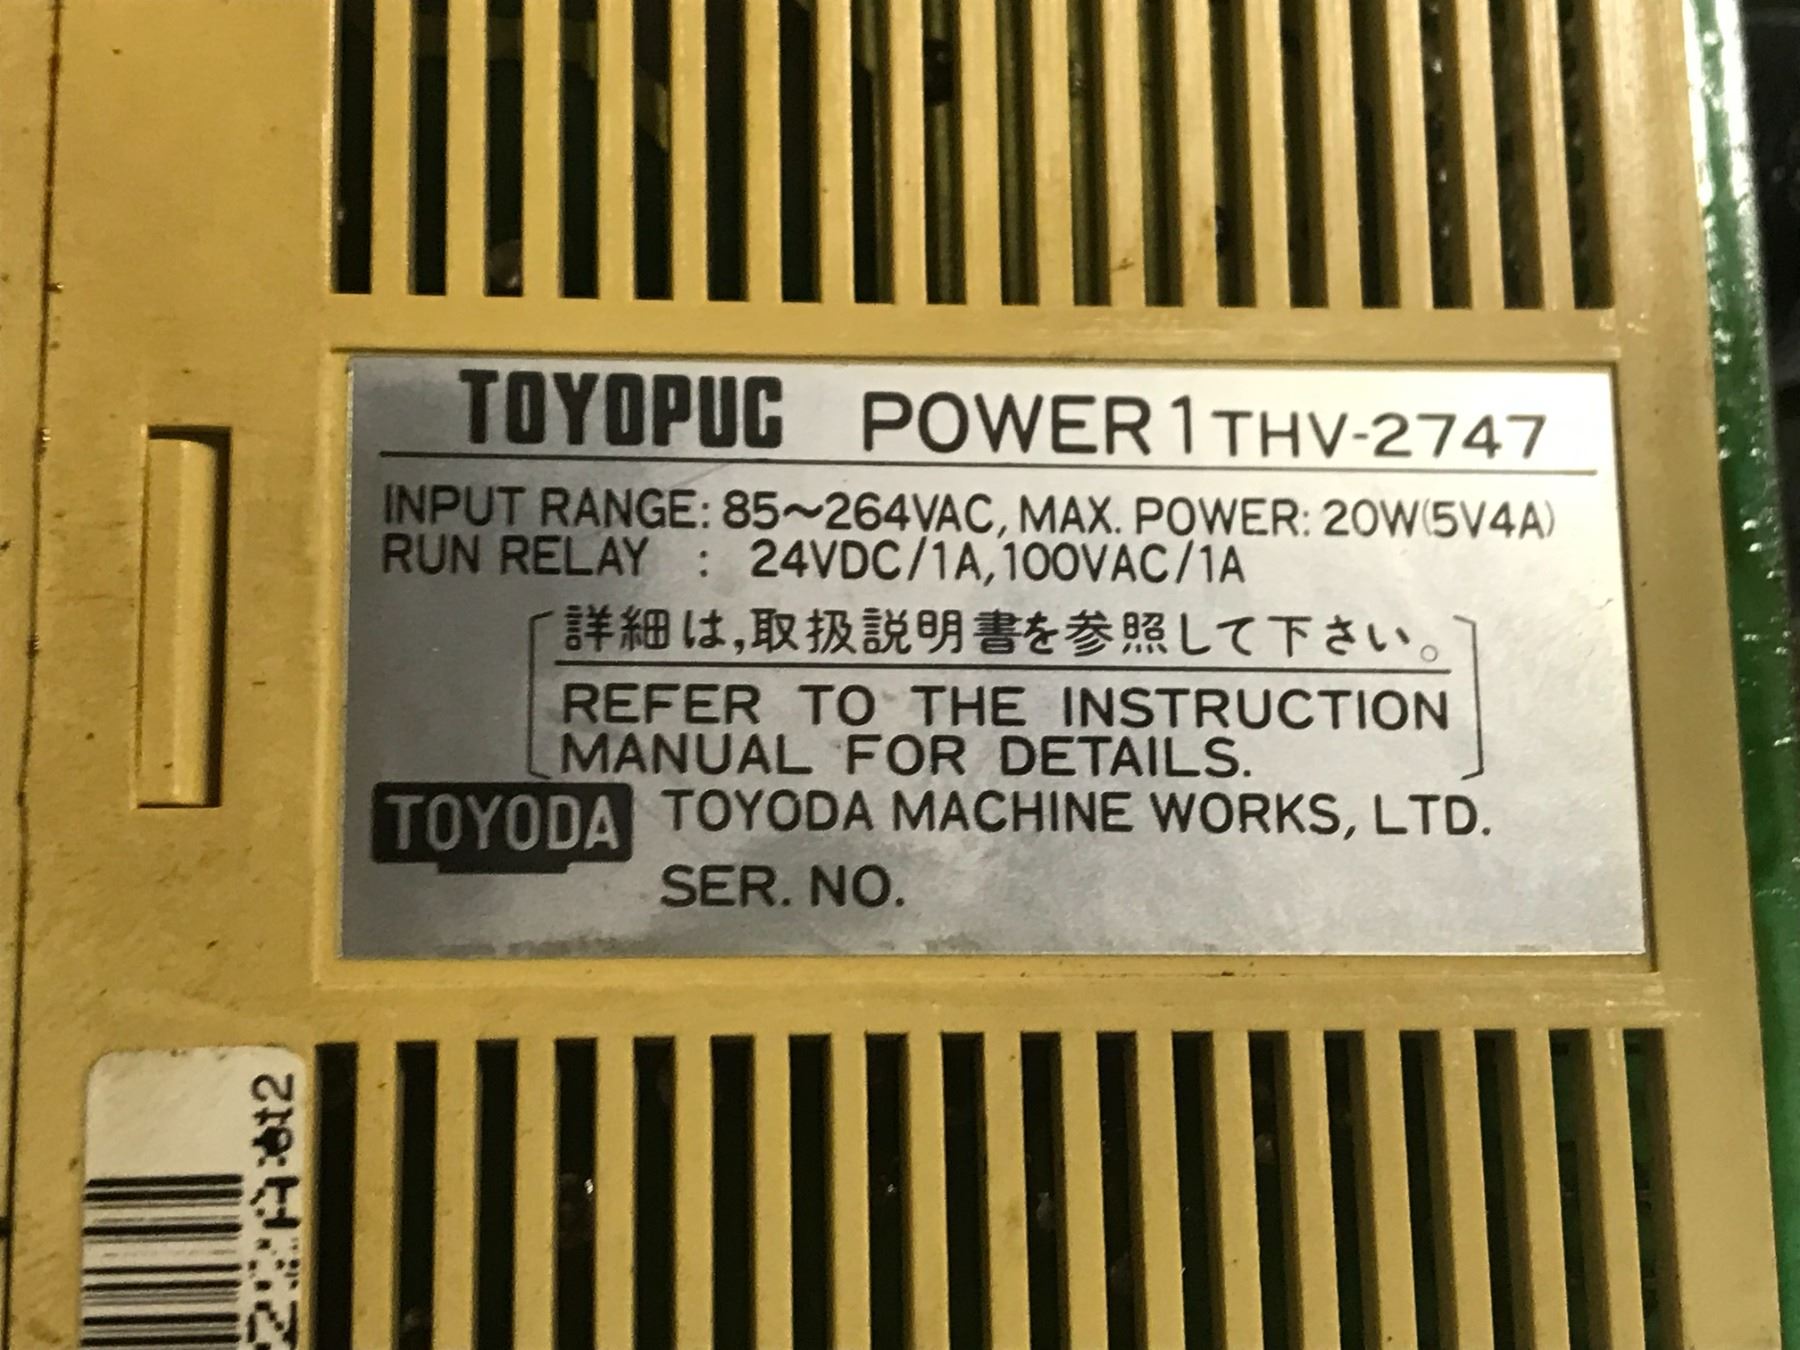 TOYOPUC POWER1 THV-2747
INPUT RANGE: 85~264VAC, MAX. POWER: 20W(5V4A)
RUN RELAY : 24VDC/1A, 100VAC/1A
詳細は,取扱説明書を参照して下さい。
REFER TO THE INSTRUCTION
MANUAL FOR DETAILS.
TOYODA TOYODA MACHINE WORKS, LTD.
SER. NO.